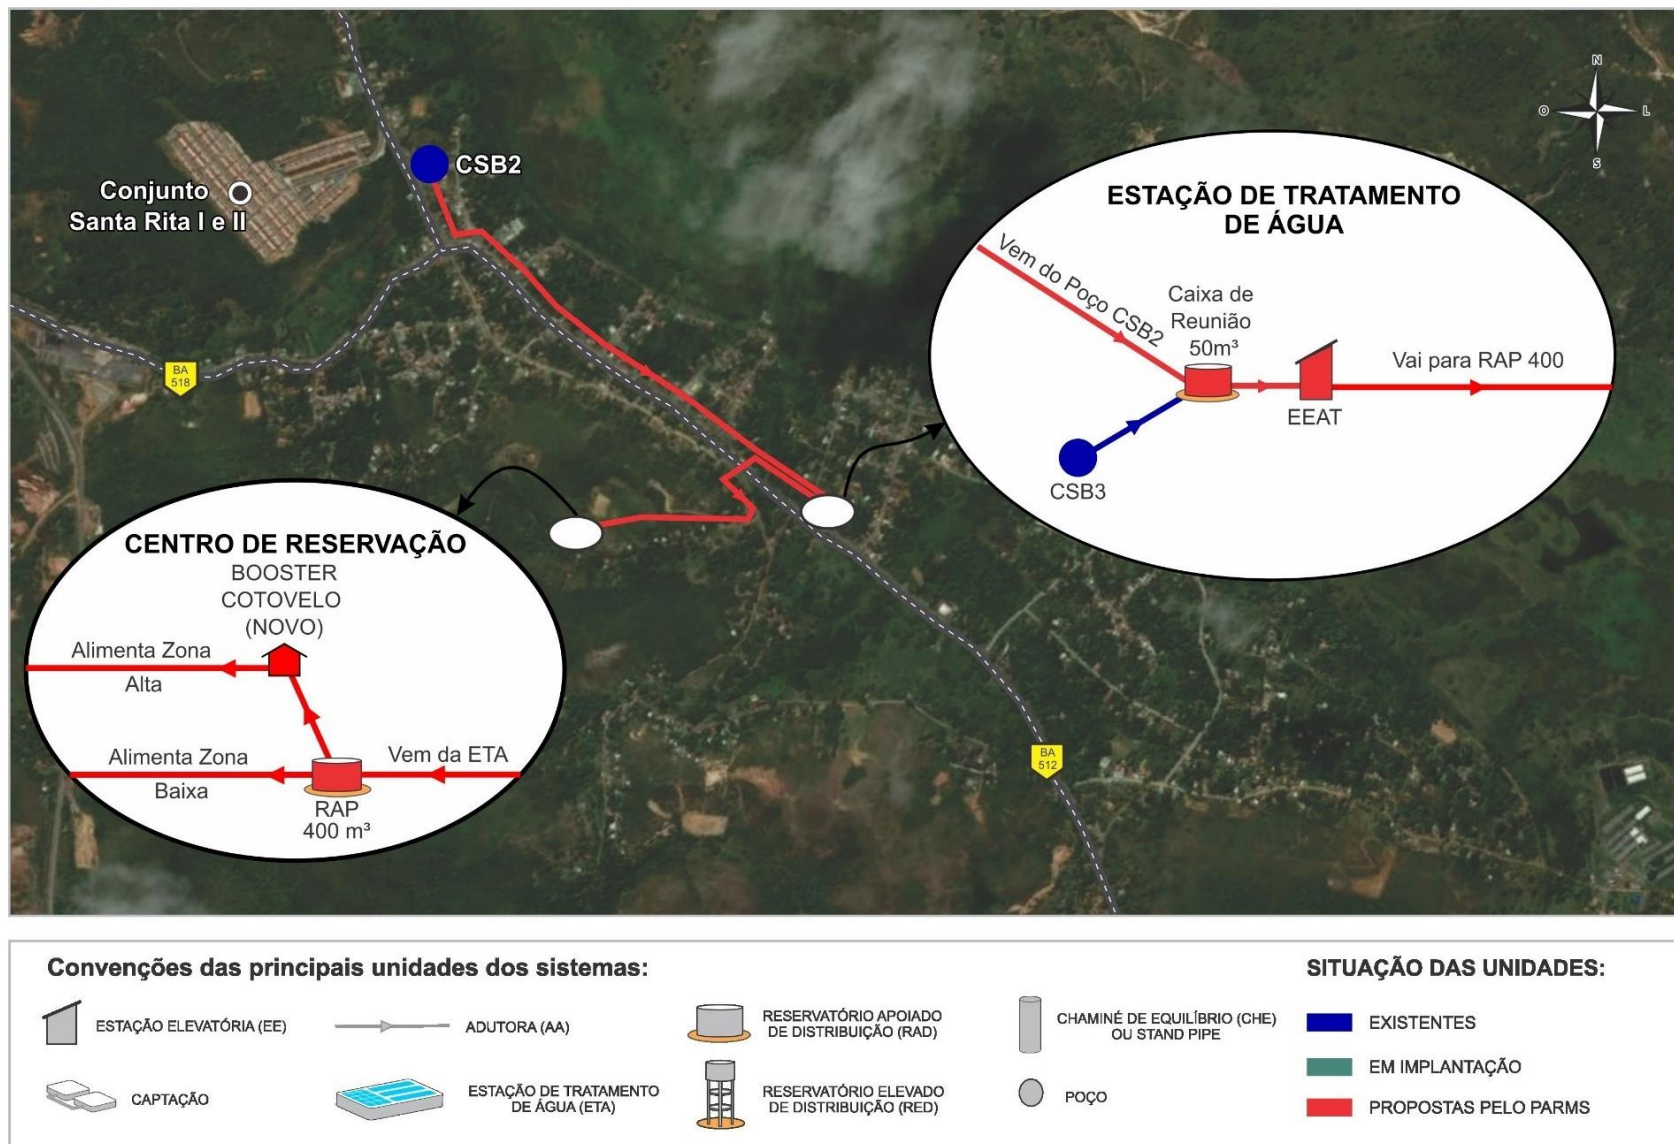 N
O
L
S
CSB2
Conjunto
Santa Rita I e II
BA
518
ESTAÇÃO DE TRATAMENTO
DE ÁGUA
Vem do Poço CSB2
Caixa de
Reunião
50m³
Vai para RAP 400
EEAT
CSB3
CENTRO DE RESERVAÇÃO
BOOSTER
COTOVELO
(NOVO)
Alimenta Zona
Alta
Alimenta Zona
Baixa
Vem da ETA
RAP
400 m³
BA
512
Convenções das principais unidades dos sistemas:
ESTAÇÃO ELEVATÓRIA (EE)
ADUTORA (AA)
RESERVATÓRIO APOIADO
DE DISTRIBUIÇÃO (RAD)
CHAMINÉ DE EQUILÍBRIO (CHE)
OU STAND PIPE
CAPTAÇÃO
ESTAÇÃO DE TRATAMENTO
DE ÁGUA (ETA)
RESERVATÓRIO ELEVADO
DE DISTRIBUIÇÃO (RED)
POÇO
SITUAÇÃO DAS UNIDADES:
EXISTENTES
EM IMPLANTAÇÃO
PROPOSTAS PELO PARMS